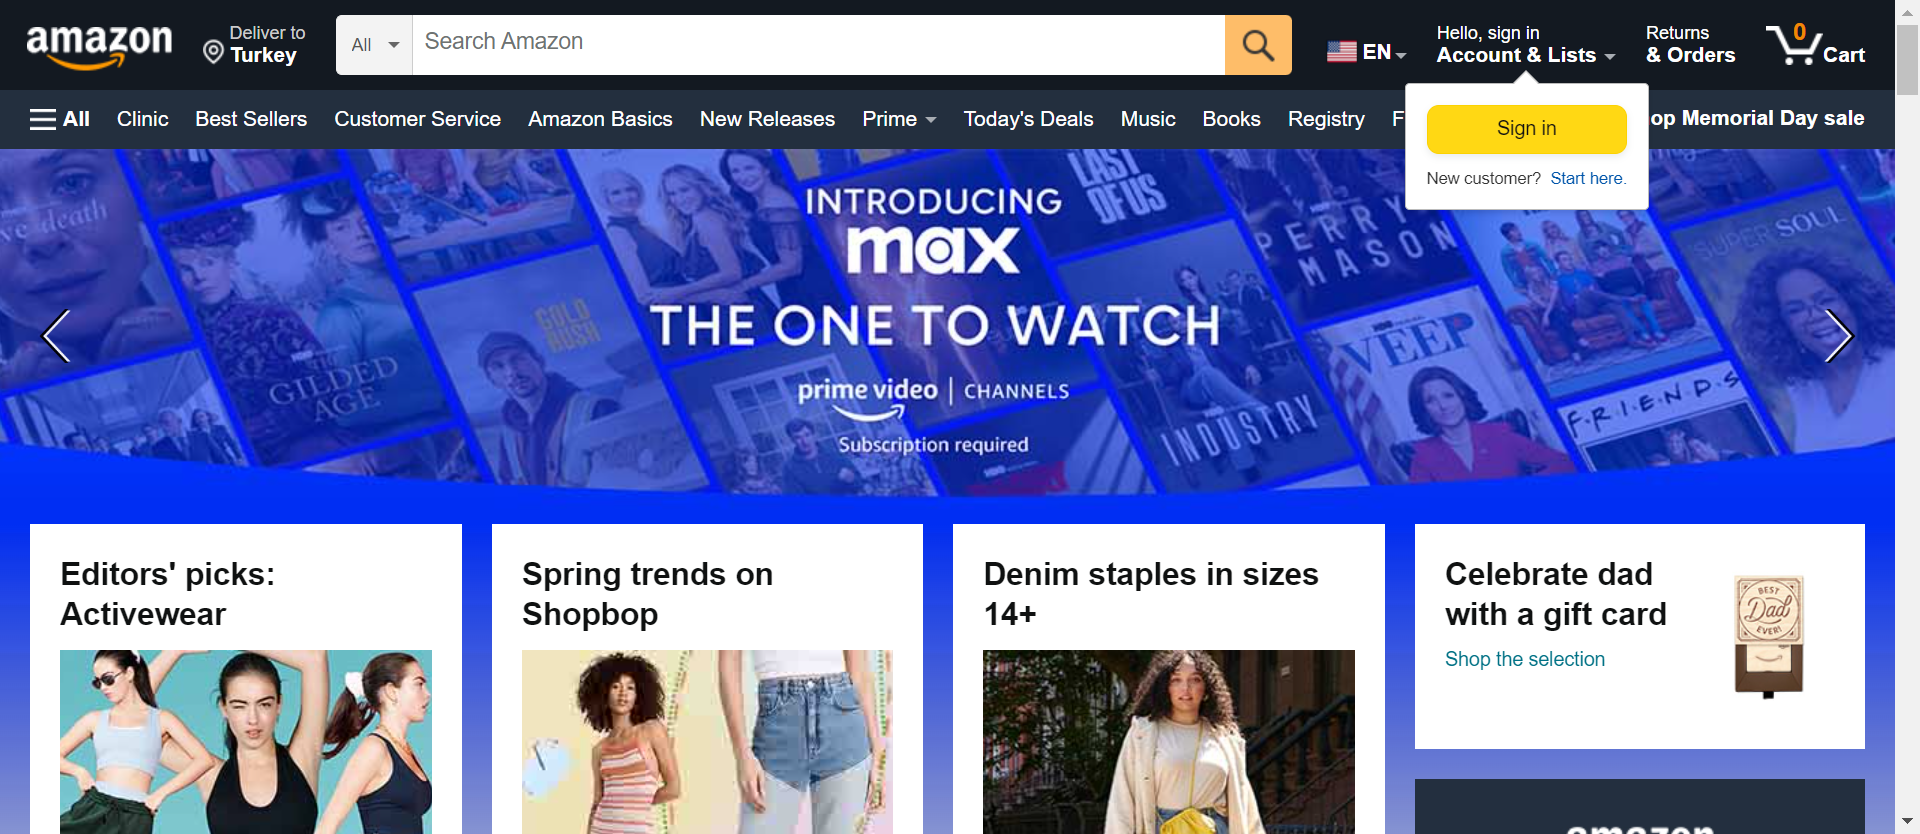 amazon
Deliver to
Turkey
All
Search Amazon
EN
Hello, sign in
Account & Lists
Returns
& Orders
0
Cart
All
Clinic
Best Sellers
Customer Service
Amazon Basics
New Releases
Prime
Today's Deals
Music
Books
Registry
F
op Memorial Day sale
Sign in
New customer? Start here.
INTRODUCING
max
THE ONE TO WATCH
prime video | CHANNELS
Subscription required
ve death
GILDED
AGE
GOLD
RUSH
LAST
OF US
PERRY
MASON
SUPER SOUL
VEEP
INDUSTRY
F·R·I·E·N·D·S
Editors' picks:
Activewear
Spring trends on
Shopbop
Denim staples in sizes
14+
Celebrate dad
with a gift card
Shop the selection
BEST
Dad
EVER!
amazon